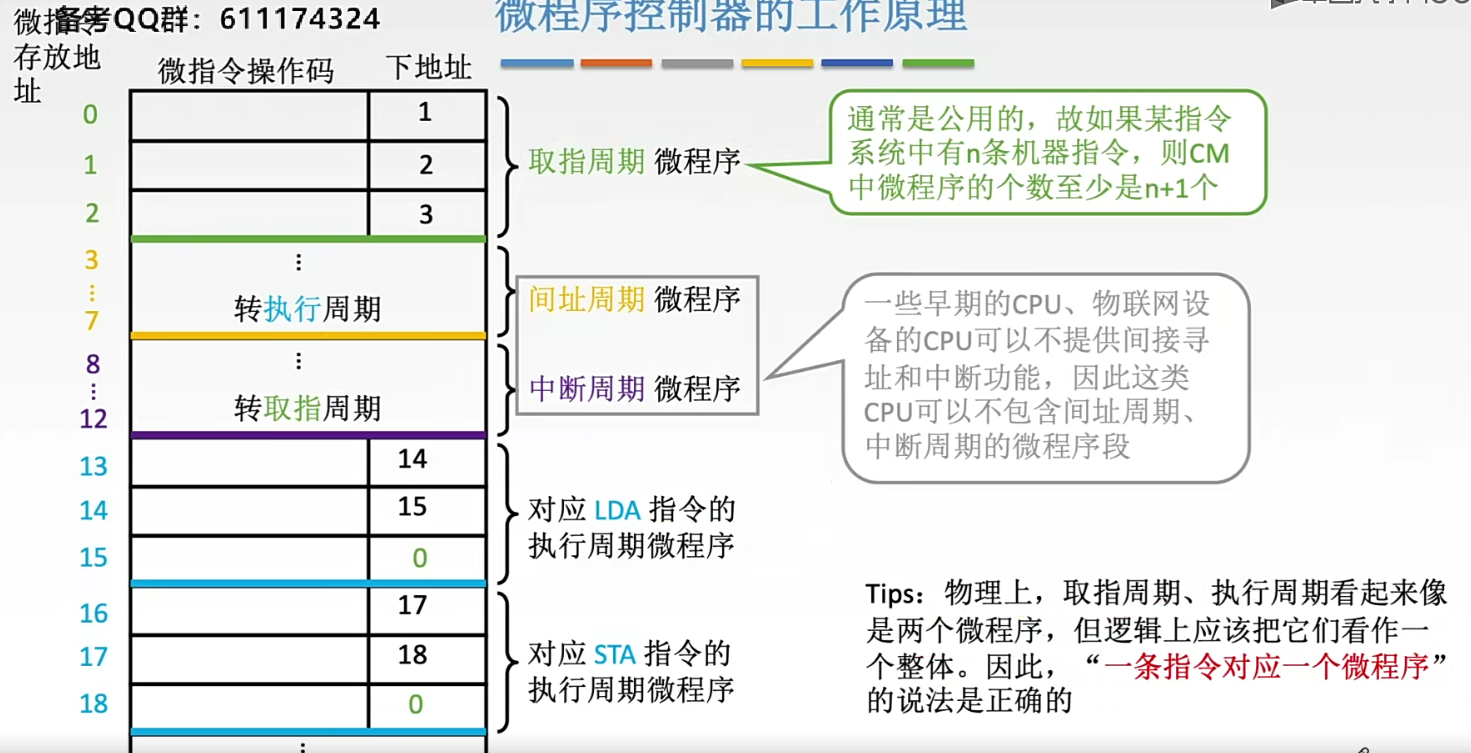 微指令
存放地
址
备考QQ群：611174324
微程序控制器的工作原理
微指令操作码 下地址
0 1
1 2
2 3
取指周期 微程序
通常是公用的，故如果某指令
系统中有n条机器指令，则CM
中微程序的个数至少是n+1个
3
⋮ ⋮
7 转执行周期
间址周期 微程序
8
⋮ ⋮
12 转取指周期
中断周期 微程序
一些早期的CPU、物联网设
备的CPU可以不提供间接寻
址和中断功能，因此这类
CPU可以不包含间址周期、
中断周期的微程序段
13 14
14 15
15 0
对应 LDA 指令的
执行周期微程序
16 17
17 18
18 0
⋮
对应 STA 指令的
执行周期微程序
Tips：物理上，取指周期、执行周期看起来像
是两个微程序，但逻辑上应该把它们看作一
个整体。因此，“一条指令对应一个微程序”
的说法是正确的